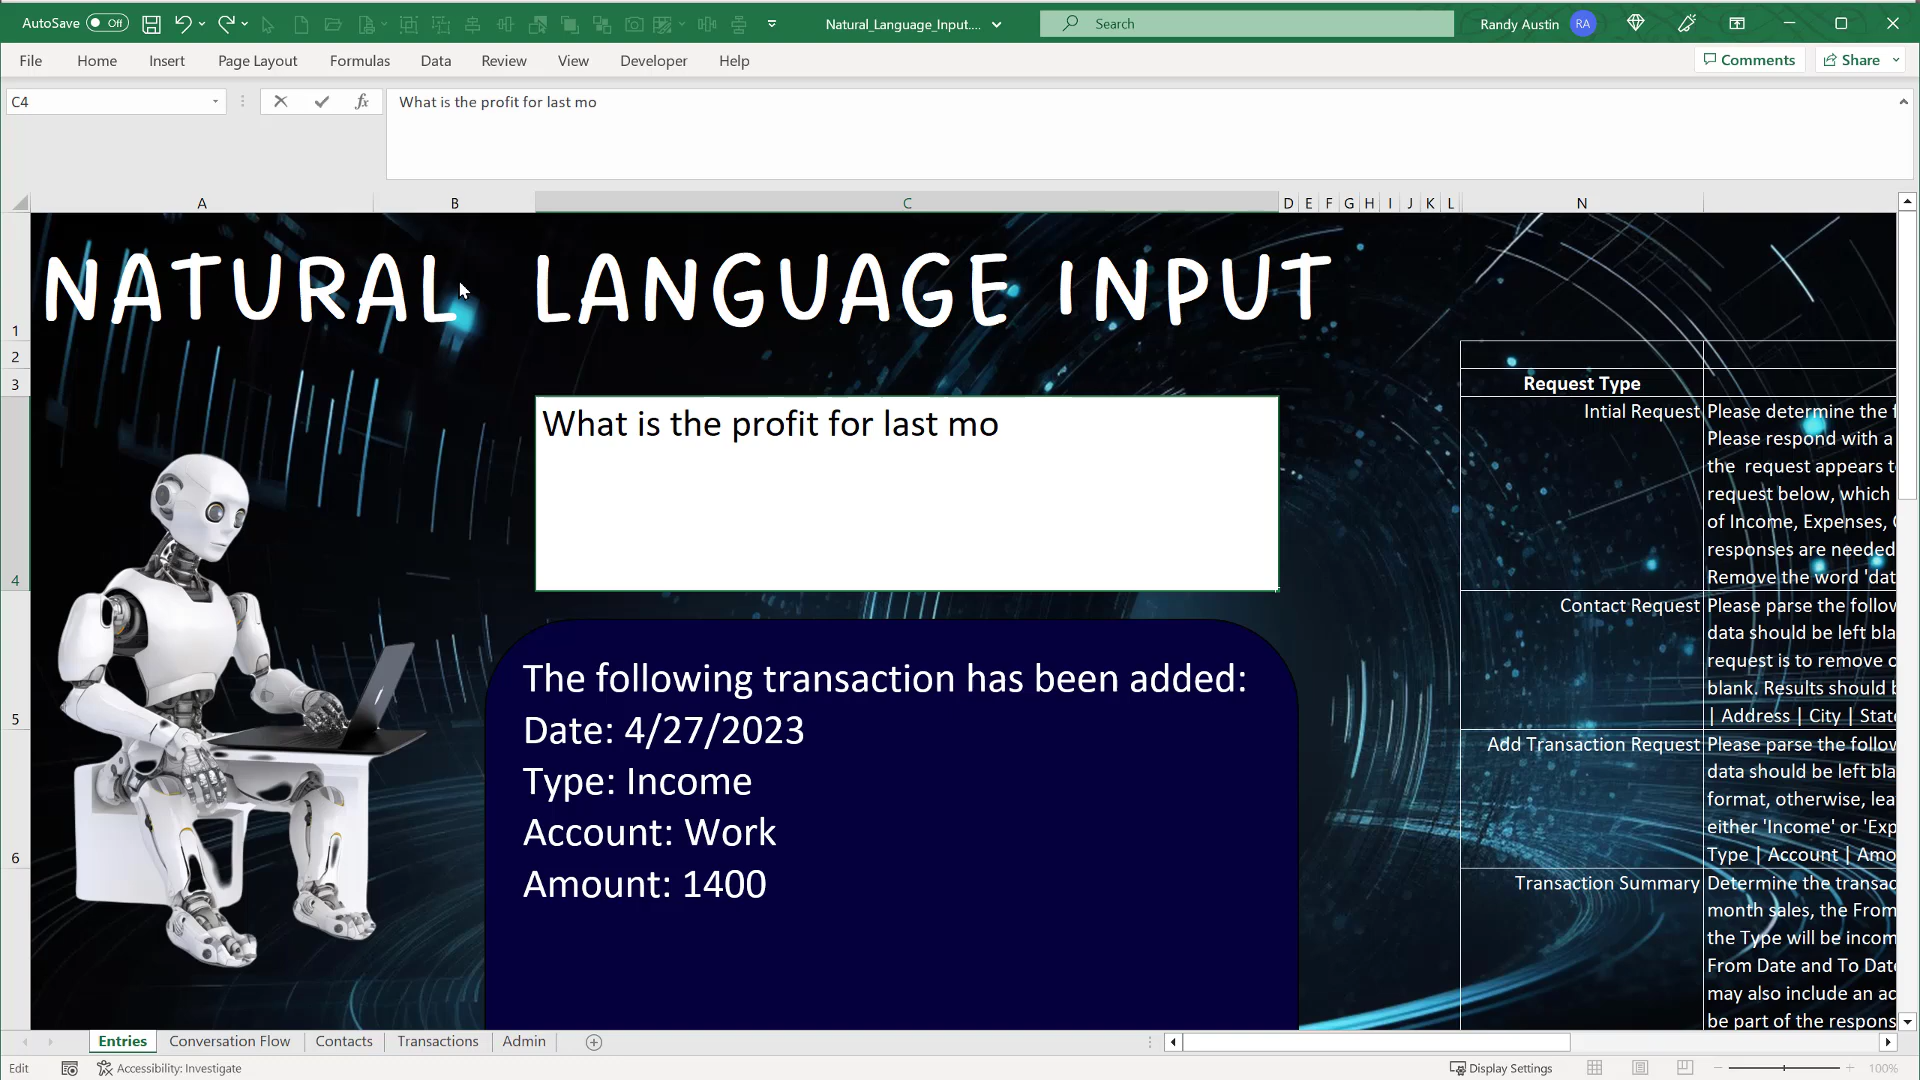 AutoSave Off
Natural_Language_Input....
Search
Randy Austin RA
File Home Insert Page Layout Formulas Data Review View Developer Help
Comments Share
C4
fx
What is the profit for last mo
A B C D E F G H I J K L N
NATURAL LANGUAGE INPUT
1
2
3
Request Type
What is the profit for last mo
Intial Request
Please determine the f
Please respond with a
the request appears to
request below, which
of Income, Expenses, C
responses are needed
Remove the word 'dat
4
Contact Request
Please parse the follow
data should be left bla
request is to remove o
blank. Results should b
| Address | City | State
5
The following transaction has been added:
Date: 4/27/2023
Type: Income
Account: Work
Amount: 1400
Add Transaction Request
Please parse the follow
data should be left bla
format, otherwise, lea
either 'Income' or 'Exp
Type | Account | Amo
6
Transaction Summary
Determine the transac
month sales, the From
the Type will be incom
From Date and To Date
may also include an ac
be part of the respons
Entries Conversation Flow Contacts Transactions Admin
Edit
Accessibility: Investigate
Display Settings
100%